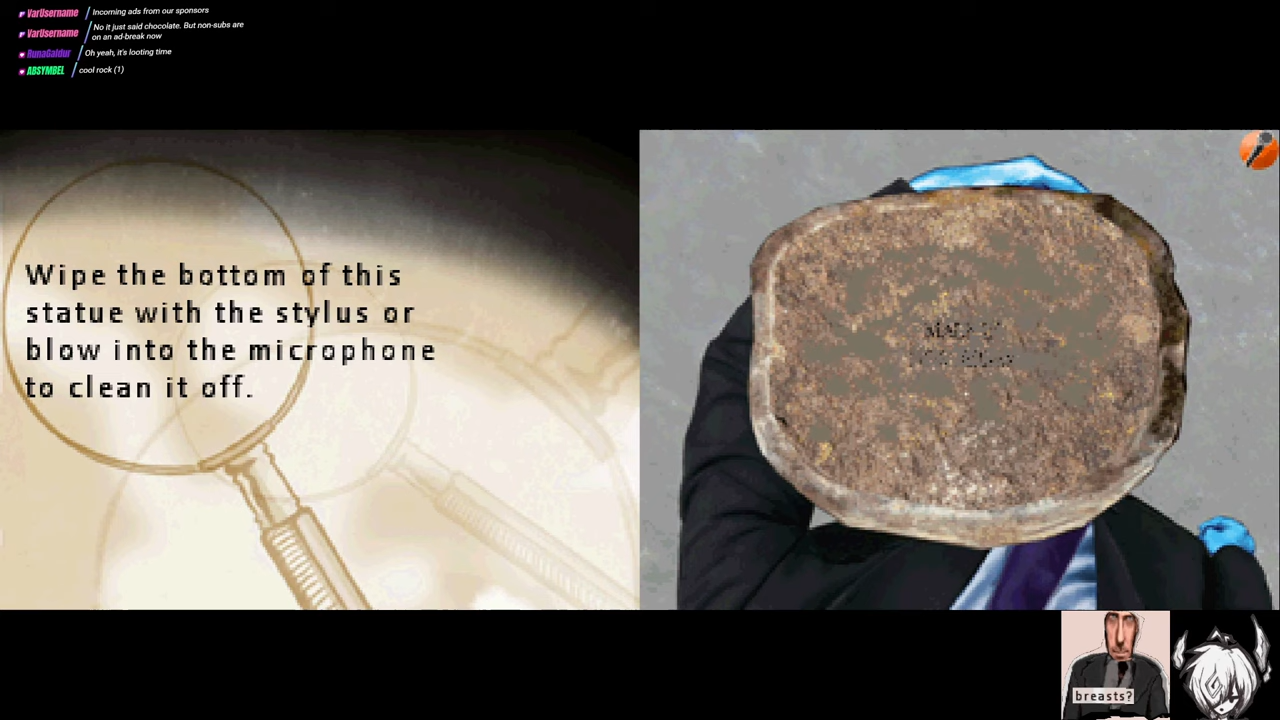 VarUsername / Incoming ads from our sponsors
VarUsername / No it just said chocolate. But non-subs are
on an ad-break now
RunaGaldur / Oh yeah, it's looting time
ABSYMBEL / cool rock (1)
Wipe the bottom of this
statue with the stylus or
blow into the microphone
to clean it off.
breasts?